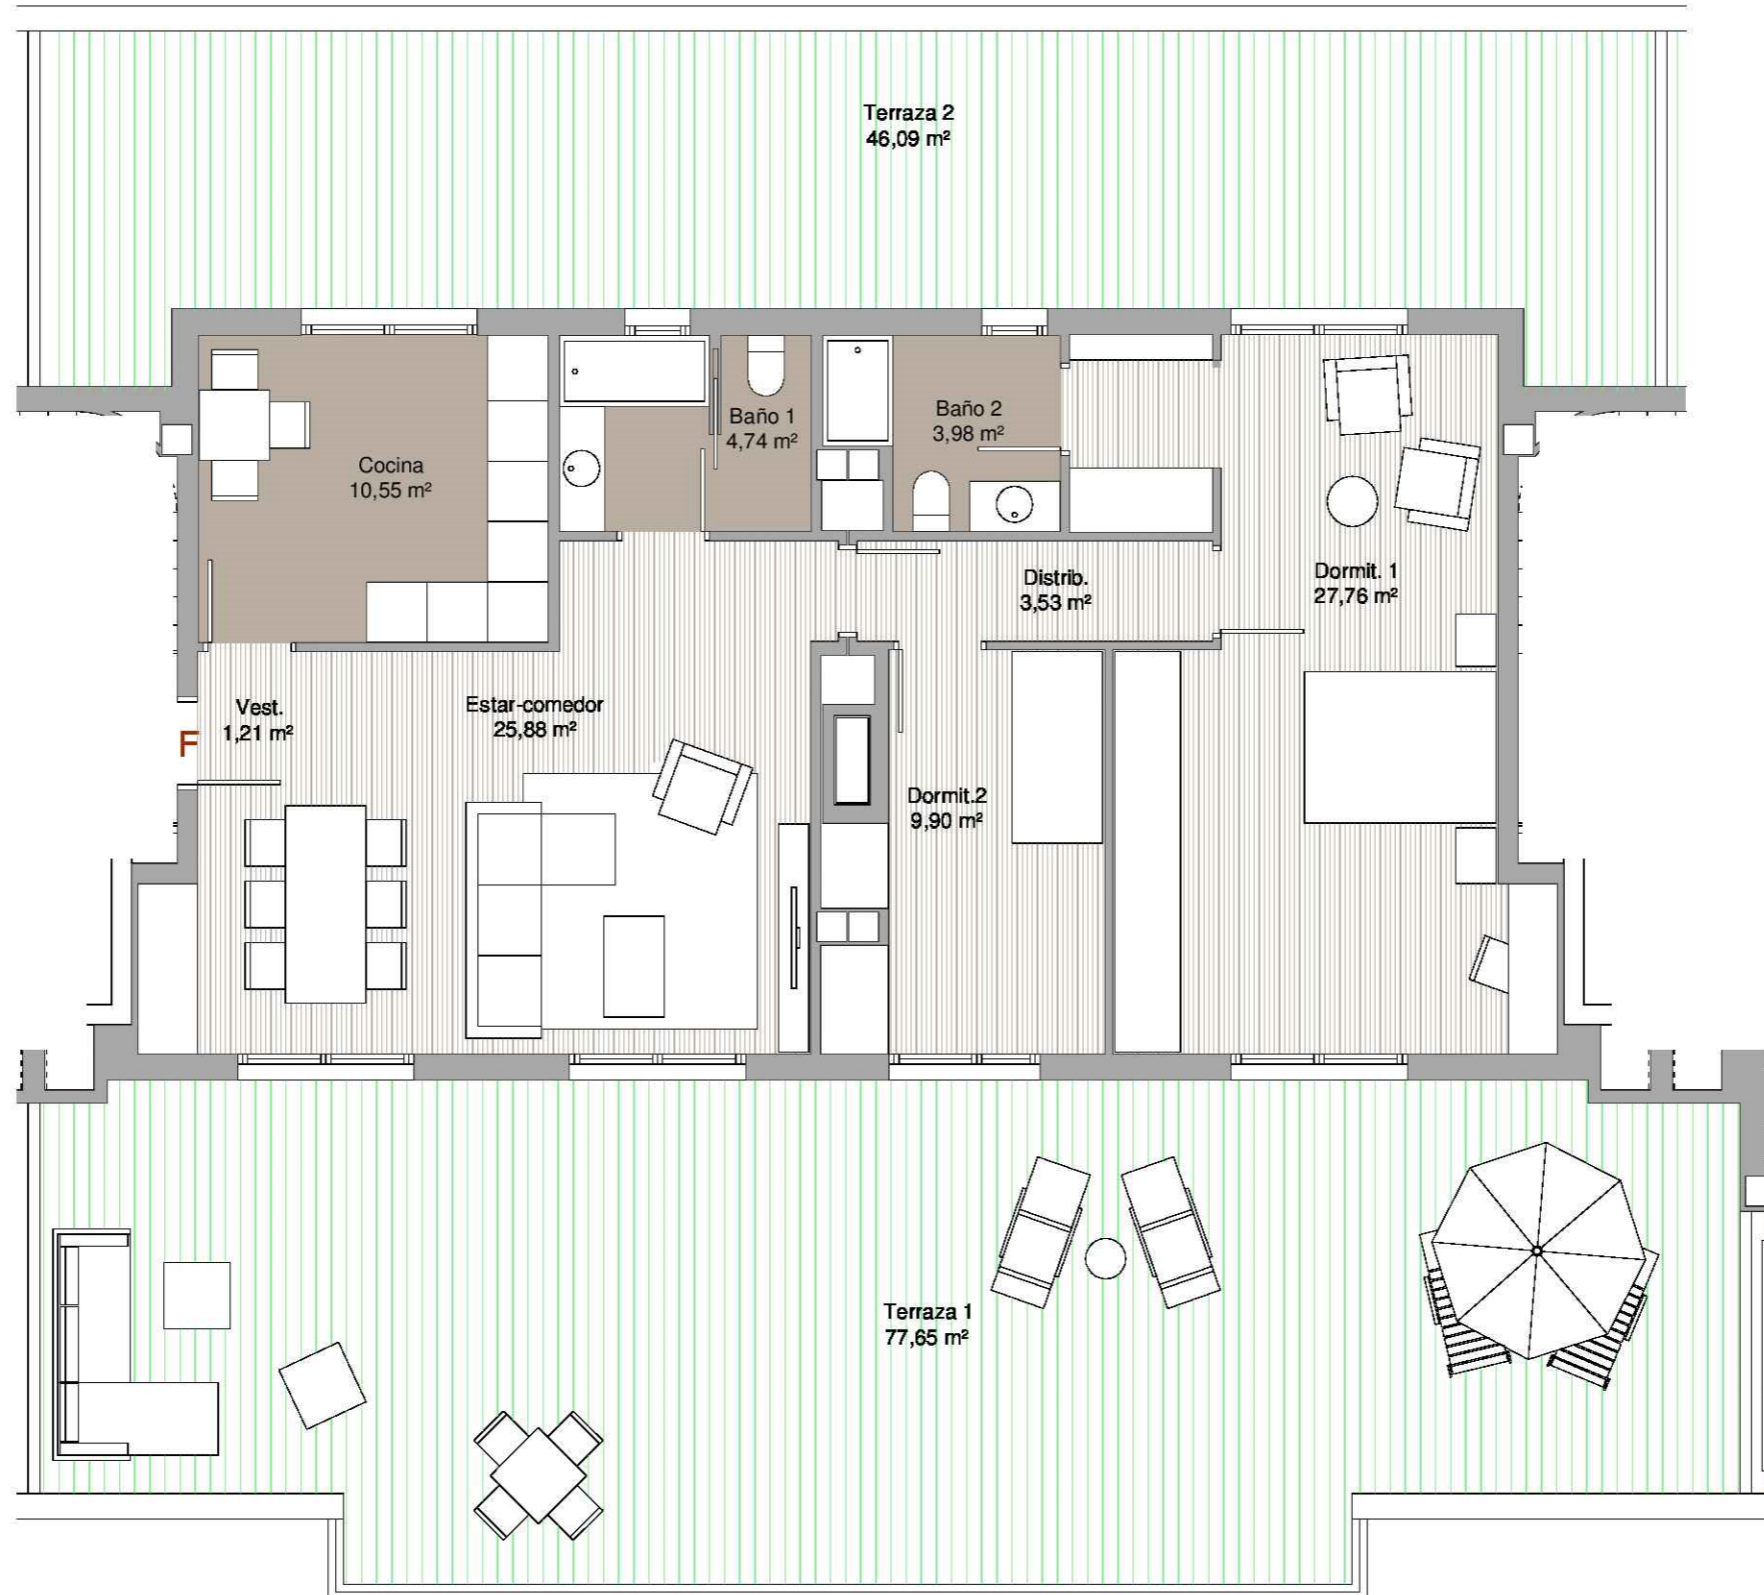 Terraza 2
46,09 m²
Baño 1
4,74 m²
Baño 2
3,98 m²
Cocina
10,55 m²
Distrib.
3,53 m²
Dormit. 1
27,76 m²
Vest.
1,21 m²
F
Estar-comedor
25,88 m²
Dormit.2
9,90 m²
Terraza 1
77,65 m²